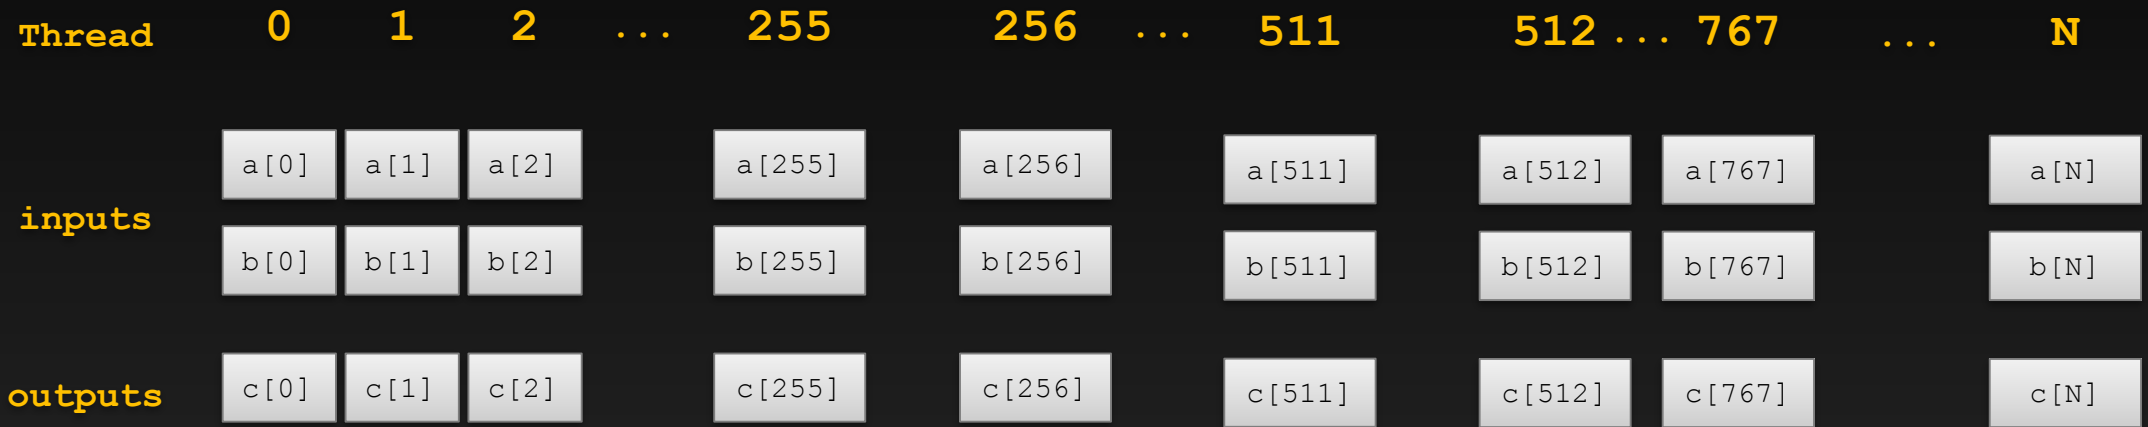 Thread 0 1 2 ... 255 256 ... 511 512 ... 767 ... N
inputs
a[0] a[1] a[2] a[255] a[256] a[511] a[512] a[767] a[N]
b[0] b[1] b[2] b[255] b[256] b[511] b[512] b[767] b[N]
outputs c[0] c[1] c[2] c[255] c[256] c[511] c[512] c[767] c[N]